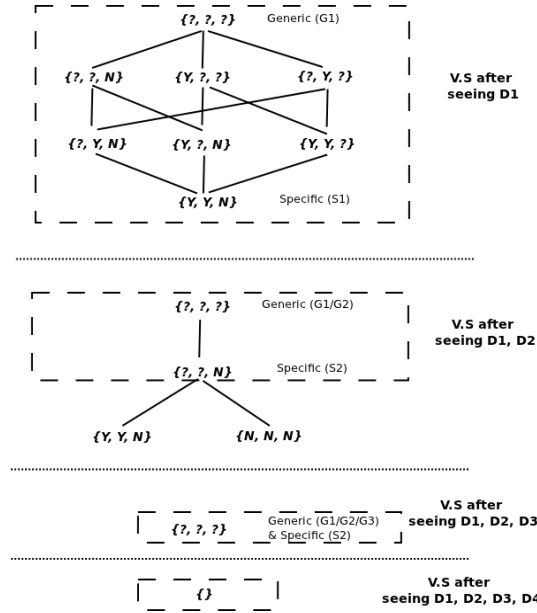 {?, ?, ?}
Generic (G1)
{?, ?, N}
{Y, ?, ?}
{?, Y, ?}
V.S after
seeing D1
{?, Y, N}
{Y, ?, N}
{Y, Y, ?}
{Y, Y, N}
Specific (S1)
{?, ?, ?}
Generic (G1/G2)
V.S after
seeing D1, D2
{?, ?, N}
Specific (S2)
{Y, Y, N}
{N, N, N}
{?, ?, ?}
Generic (G1/G2/G3)
& Specific (S2)
V.S after
seeing D1, D2, D3
{}
V.S after
seeing D1, D2, D3, D4